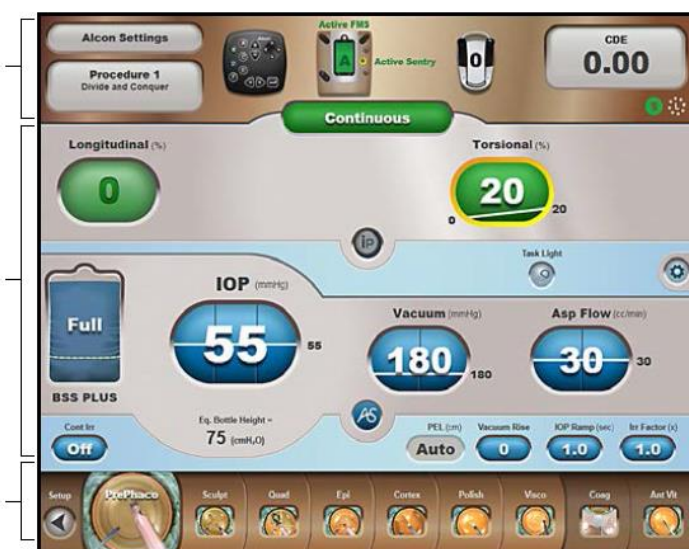 Active FMS
Alcon Settings
Procedure 1
Divide and Conquer
A
Active Sentry
0
CDE
0.00
S L
Continuous
Longitudinal (%)
0
Torsional (%)
20
0 20
iP
Task Light
IOP (mmHg)
55 55
Full
BSS PLUS
Vacuum (mmHg)
180 180
Asp Flow (cc/min)
30 30
Eq. Bottle Height =
75 (cmH₂O)
AS
Cont Irr
Off
PEL (cm)
Auto
Vacuum Rise
0
IOP Ramp (sec)
1.0
Irr Factor (x)
1.0
Setup
PrePhaco
Sculpt
Quad
Epi
Cortex
Polish
Visco
Coag
Ant Vit